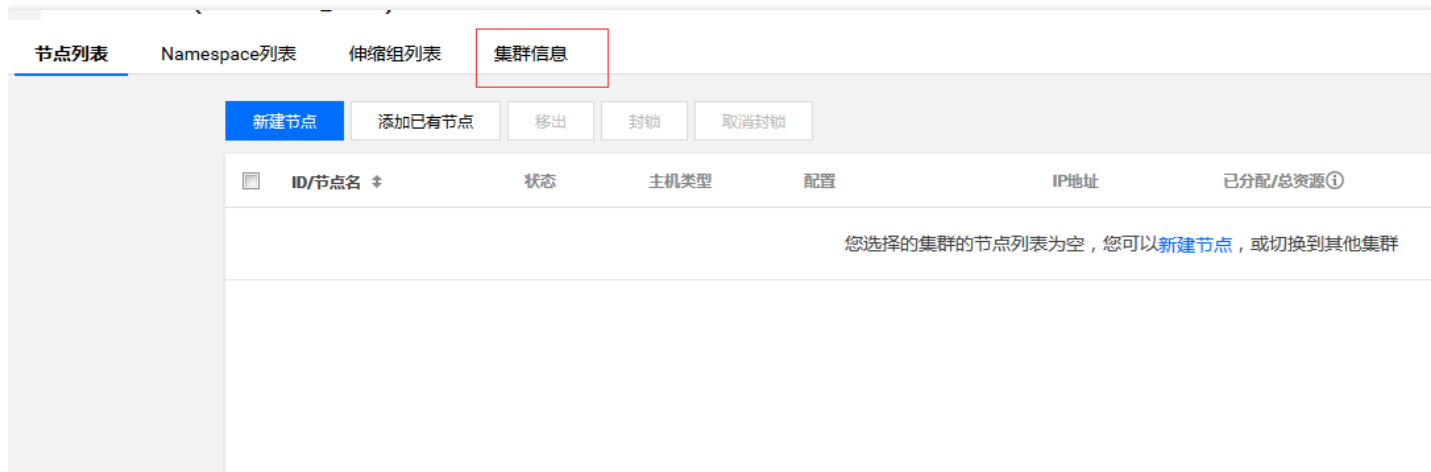 节点列表 Namespace列表 伸缩组列表 集群信息
新建节点 添加已有节点 移出 封锁 取消封锁
ID/节点名 状态 主机类型 配置 IP地址 已分配/总资源
您选择的集群的节点列表为空，您可以新建节点，或切换到其他集群